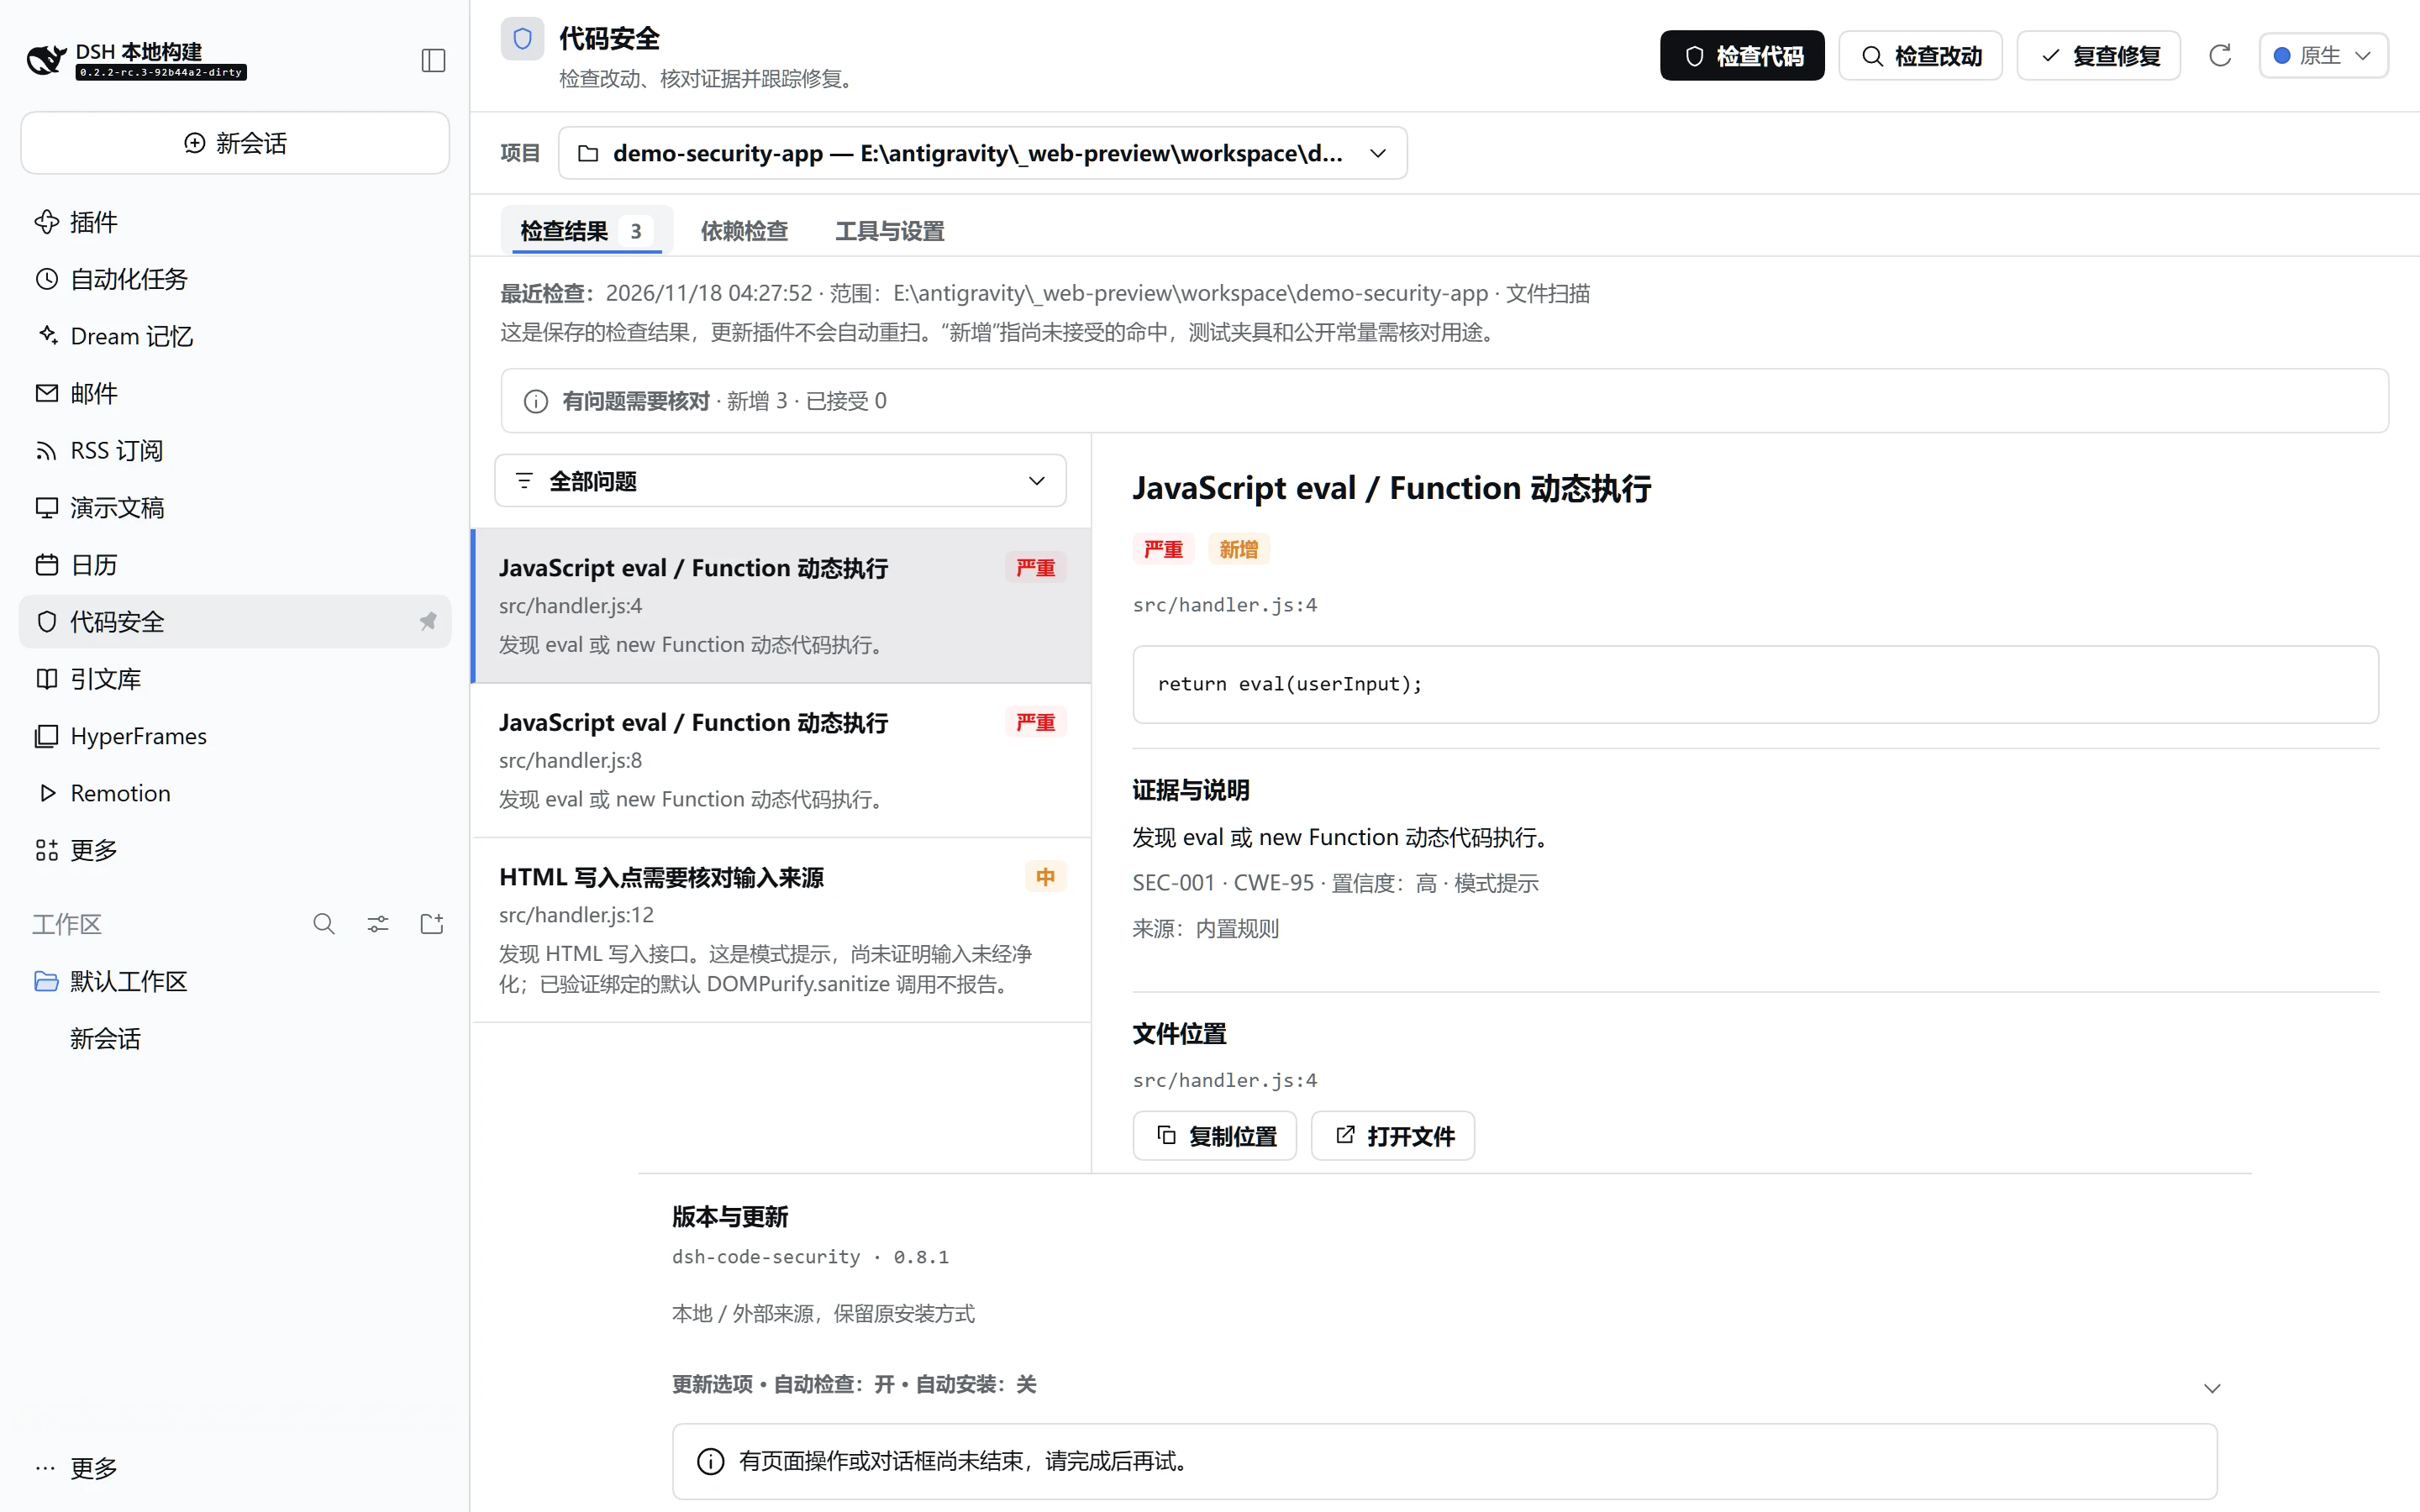 DSH 本地构建
0.2.2-rc.3-92b44a2-dirty
新会话
插件
自动化任务
Dream 记忆
邮件
RSS 订阅
演示文稿
日历
代码安全
引文库
HyperFrames
Remotion
更多
工作区
默认工作区
新会话
更多
代码安全
检查改动、核对证据并跟踪修复。
检查代码
检查改动
复查修复
原生
项目
demo-security-app — E:\antigravity\_web-preview\workspace\d...
检查结果 3
依赖检查
工具与设置
最近检查：2026/11/18 04:27:52 · 范围：E:\antigravity\_web-preview\workspace\demo-security-app · 文件扫描
这是保存的检查结果，更新插件不会自动重扫。“新增”指尚未接受的命中，测试夹具和公开常量需核对用途。
有问题需要核对 · 新增 3 · 已接受 0
全部问题
JavaScript eval / Function 动态执行 严重
src/handler.js:4
发现 eval 或 new Function 动态代码执行。
JavaScript eval / Function 动态执行 严重
src/handler.js:8
发现 eval 或 new Function 动态代码执行。
HTML 写入点需要核对输入来源 中
src/handler.js:12
发现 HTML 写入接口。这是模式提示，尚未证明输入未经净
化；已验证绑定的默认 DOMPurify.sanitize 调用不报告。
JavaScript eval / Function 动态执行
严重 新增
src/handler.js:4
return eval(userInput);
证据与说明
发现 eval 或 new Function 动态代码执行。
SEC-001 · CWE-95 · 置信度：高 · 模式提示
来源：内置规则
文件位置
src/handler.js:4
复制位置
打开文件
版本与更新
dsh-code-security · 0.8.1
本地 / 外部来源，保留原安装方式
更新选项 • 自动检查：开 • 自动安装：关
有页面操作或对话框尚未结束，请完成后再试。